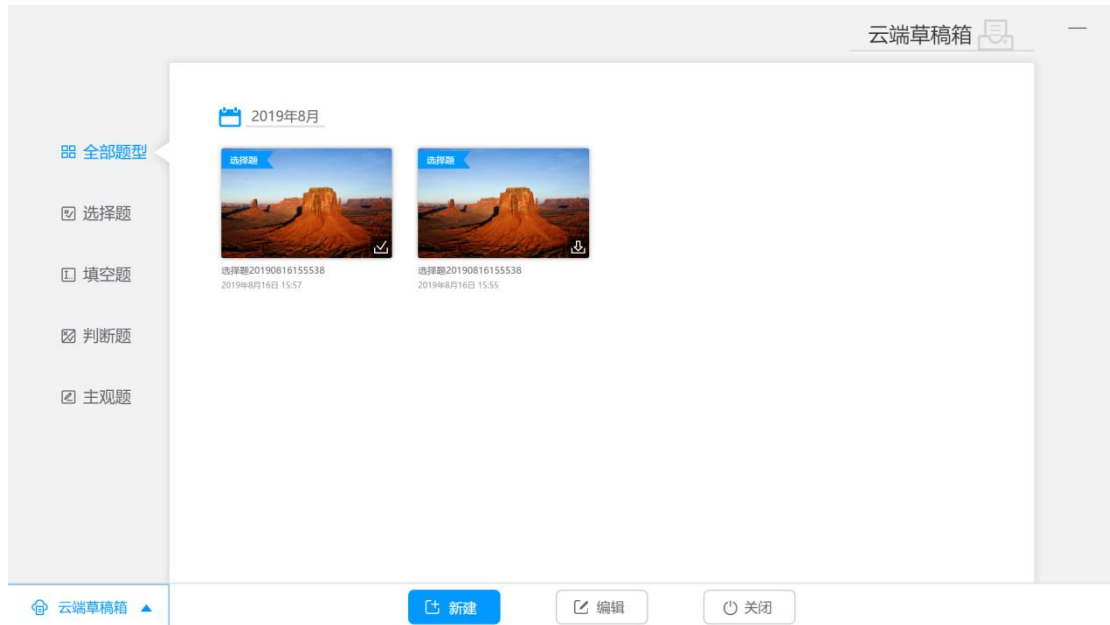 云端草稿箱
2019年8月
全部题型
选择题
填空题
判断题
主观题
选择题
选择题
选择题20190816155538
2019年8月16日 15:57
选择题20190816155538
2019年8月16日 15:55
云端草稿箱
新建
编辑
关闭